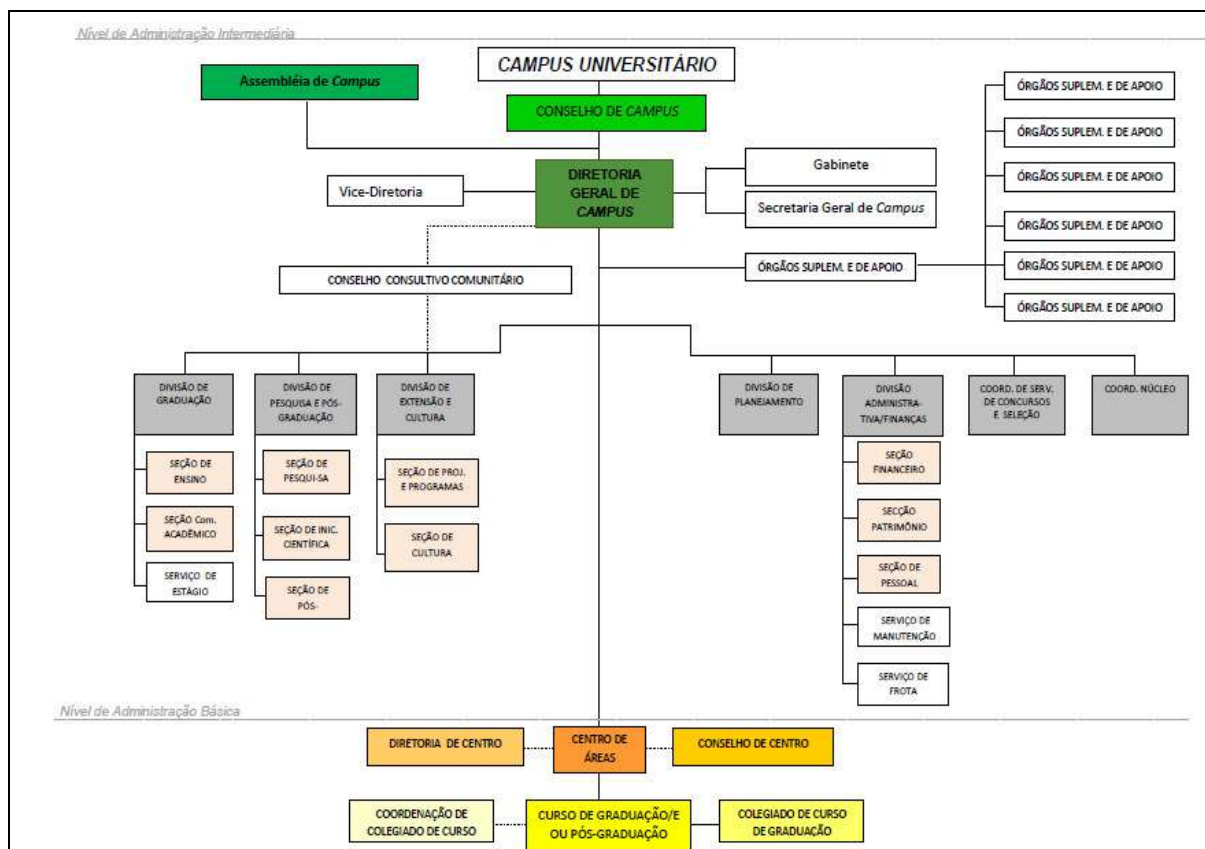 Nível de Administração Intermediária
CAMPUS UNIVERSITÁRIO
Assembléia de Campus
CONSELHO DE CAMPUS
ÓRGÃOS SUPLEM. E DE APOIO
ÓRGÃOS SUPLEM. E DE APOIO
ÓRGÃOS SUPLEM. E DE APOIO
ÓRGÃOS SUPLEM. E DE APOIO
ÓRGÃOS SUPLEM. E DE APOIO
ÓRGÃOS SUPLEM. E DE APOIO
Vice-Diretoria
DIRETORIA
GERAL DE
CAMPUS
Gabinete
Secretaria Geral de Campus
CONSELHO CONSULTIVO COMUNITÁRIO
ÓRGÃOS SUPLEM. E DE APOIO
DIVISÃO DE
GRADUAÇÃO
SEÇÃO DE
ENSINO
SEÇÃO Com.
ACADÊMICO
SERVIÇO DE
ESTÁGIO
DIVISÃO DE
PESQUISA E PÓS-
GRADUAÇÃO
SEÇÃO DE
PESQUI-SA
SEÇÃO DE INIC.
CIENTÍFICA
SEÇÃO DE
PÓS-
DIVISÃO DE
EXTENSÃO E
CULTURA
SEÇÃO DE PROJ.
E PROGRAMAS
SEÇÃO DE
CULTURA
DIVISÃO DE
PLANEJAMENTO
DIVISÃO
ADMINISTRA-
TIVA/FINANÇAS
SEÇÃO
FINANCEIRO
SECÇÃO
PATRIMÔNIO
SEÇÃO DE
PESSOAL
SERVIÇO DE
MANUTENÇÃO
SERVIÇO DE
FROTA
COORD. DE SERV.
DE CONCURSOS
E SELEÇÃO
COORD. NÚCLEO
Nível de Administração Básica
DIRETORIA DE CENTRO
CENTRO DE
ÁREAS
CONSELHO DE CENTRO
COORDENAÇÃO DE
COLEGIADO DE CURSO
CURSO DE GRADUAÇÃO/E
OU PÓS-GRADUAÇÃO
COLEGIADO DE CURSO
DE GRADUAÇÃO